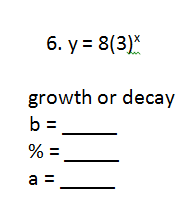 6. y = 8(3)ˣ
growth or decay
b = ______
% = ______
a = ______